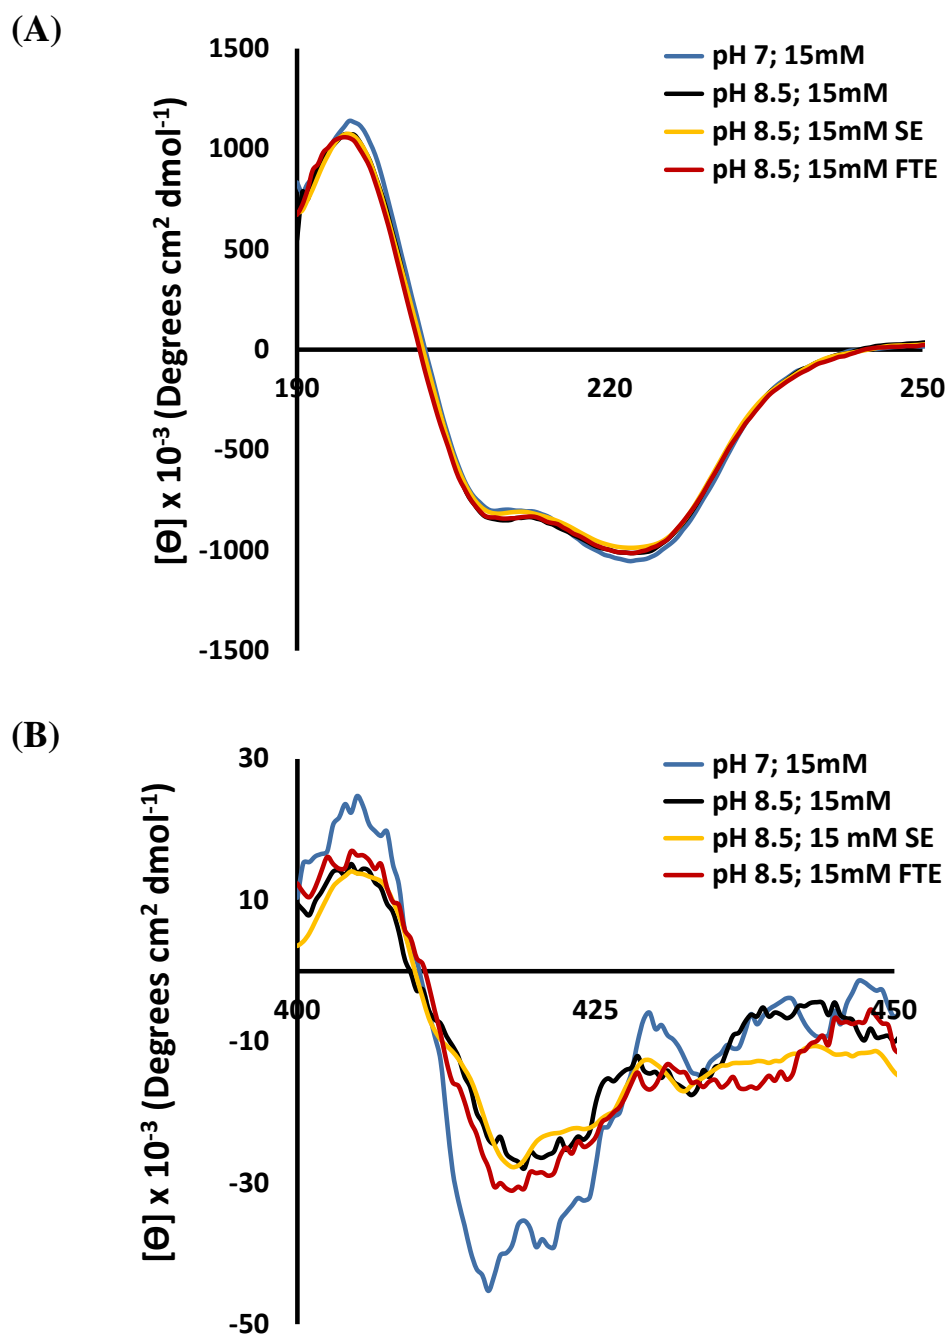 (A)
[Ɵ] x 10⁻³ (Degrees cm² dmol⁻¹)
1500
1000
500
0
-500
-1000
-1500
190
220
250
pH 7; 15mM
pH 8.5; 15mM
pH 8.5; 15mM SE
pH 8.5; 15mM FTE
(B)
[Ɵ] x 10⁻³ (Degrees cm² dmol⁻¹)
30
10
-10
-30
-50
400
425
450
pH 7; 15mM
pH 8.5; 15mM
pH 8.5; 15 mM SE
pH 8.5; 15mM FTE